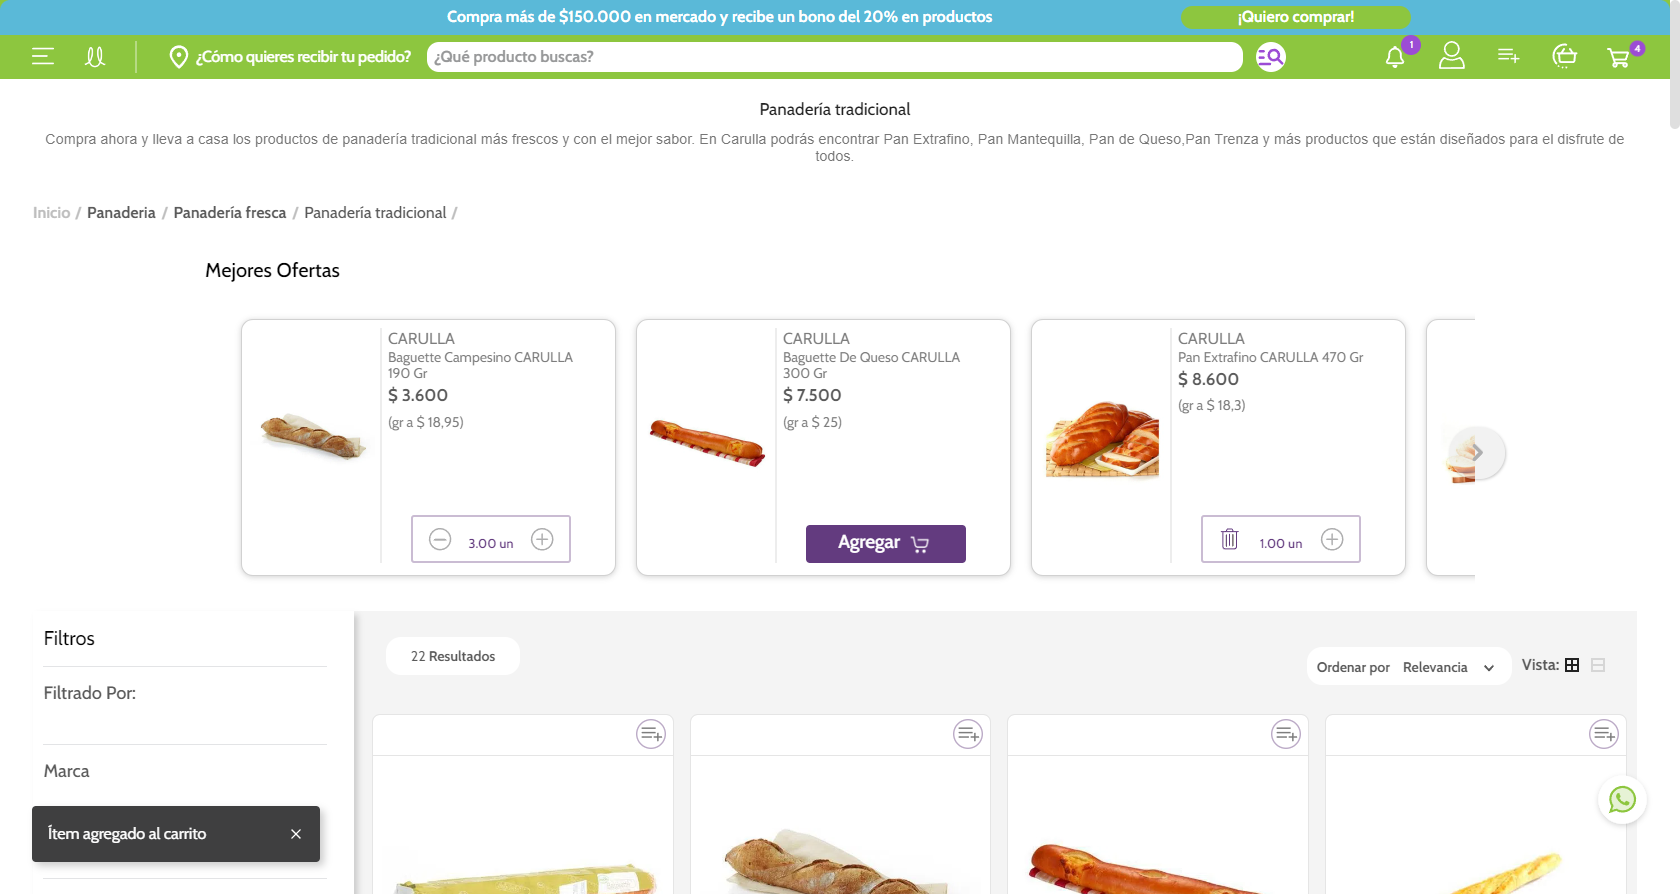 Compra más de $150.000 en mercado y recibe un bono del 20% en productos
¡Quiero comprar!
¿Cómo quieres recibir tu pedido?
¿Qué producto buscas?
1
4
Panadería tradicional
Compra ahora y lleva a casa los productos de panadería tradicional más frescos y con el mejor sabor. En Carulla podrás encontrar Pan Extrafino, Pan Mantequilla, Pan de Queso,Pan Trenza y más productos que están diseñados para el disfrute de
todos.
Inicio / Panaderia / Panadería fresca / Panadería tradicional /
Mejores Ofertas
CARULLA
Baguette Campesino CARULLA
190 Gr
$ 3.600
(gr a $ 18,95)
3.00 un
CARULLA
Baguette De Queso CARULLA
300 Gr
$ 7.500
(gr a $ 25)
Agregar
CARULLA
Pan Extrafino CARULLA 470 Gr
$ 8.600
(gr a $ 18,3)
1.00 un
Filtros
Filtrado Por:
Marca
22 Resultados
Ordenar por Relevancia
Vista:
Ítem agregado al carrito